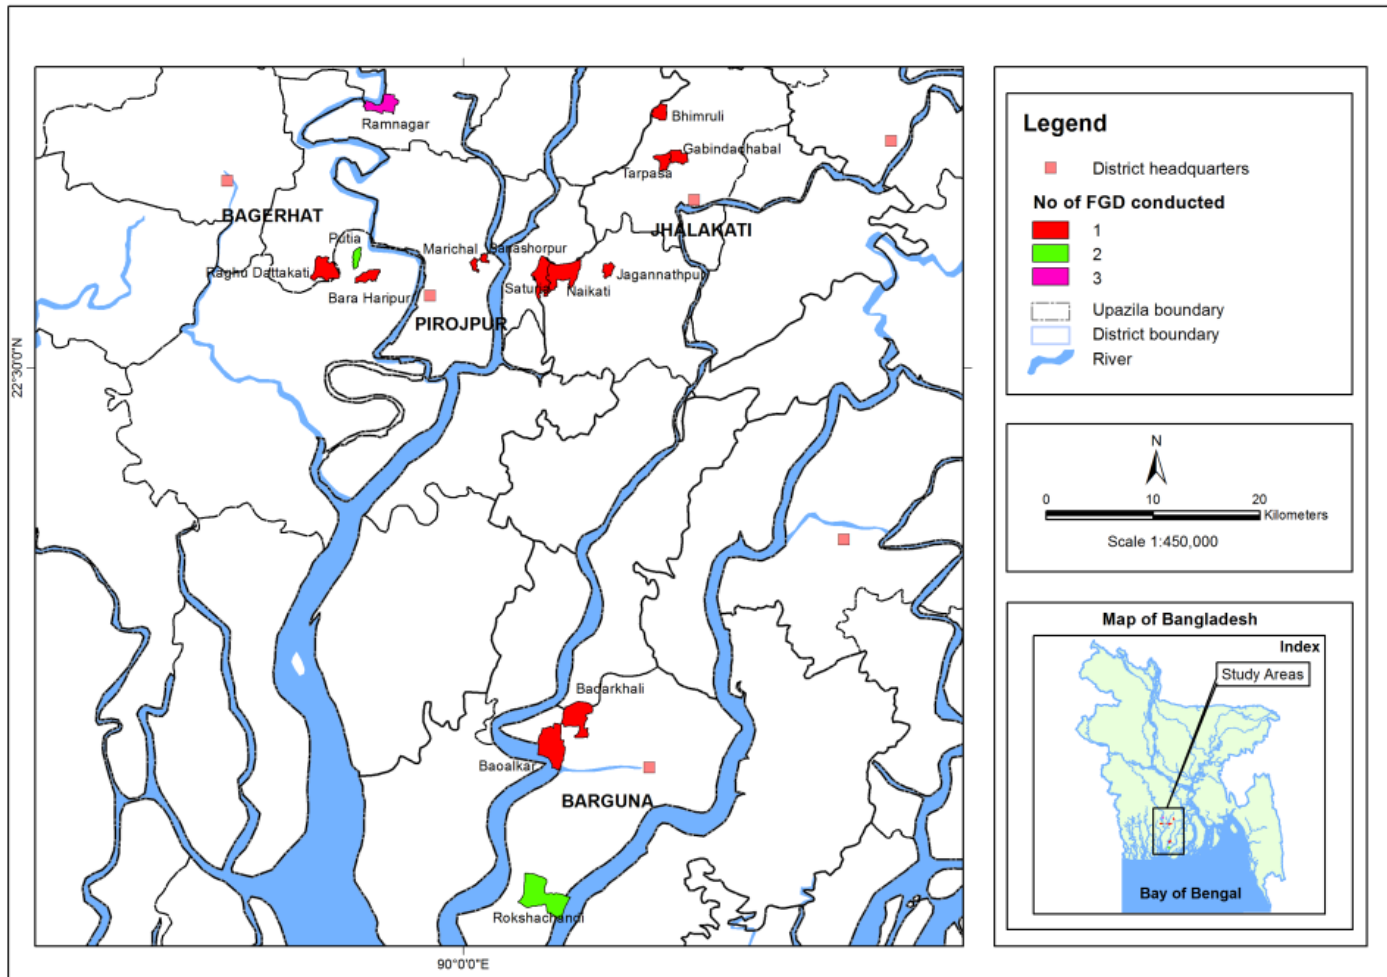 Ramnagar
Bhimruli
Gabindadhabal
Tarpasa
BAGERHAT
JHALAKATI
Putia
Marichal
Banashorpur
Raghu Dattakati
Bara Haripur
Saturia
Naikati
Jagannathpur
PIROJPUR
22°30'0"N
Badarkhali
Baoalkar
BARGUNA
Rokshachandi
90°0'0"E
Legend
District headquarters
No of FGD conducted
1
2
3
Upazila boundary
District boundary
River
N
0 10 20
Kilometers
Scale 1:450,000
Map of Bangladesh
Index
Study Areas
Bay of Bengal